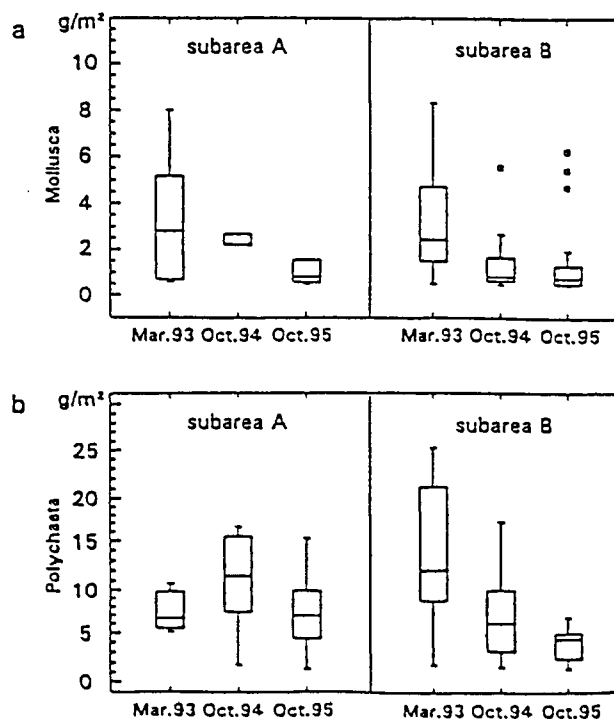 a
g/m²
subarea A
subarea B
10
8
6
4
2
0
Mollusca
Mar.93 Oct.94 Oct.95
Mar.93 Oct.94 Oct.95
b
g/m²
subarea A
subarea B
25
20
15
10
5
0
Polychaeta
Mar.93 Oct.94 Oct.95
Mar.93 Oct.94 Oct.95